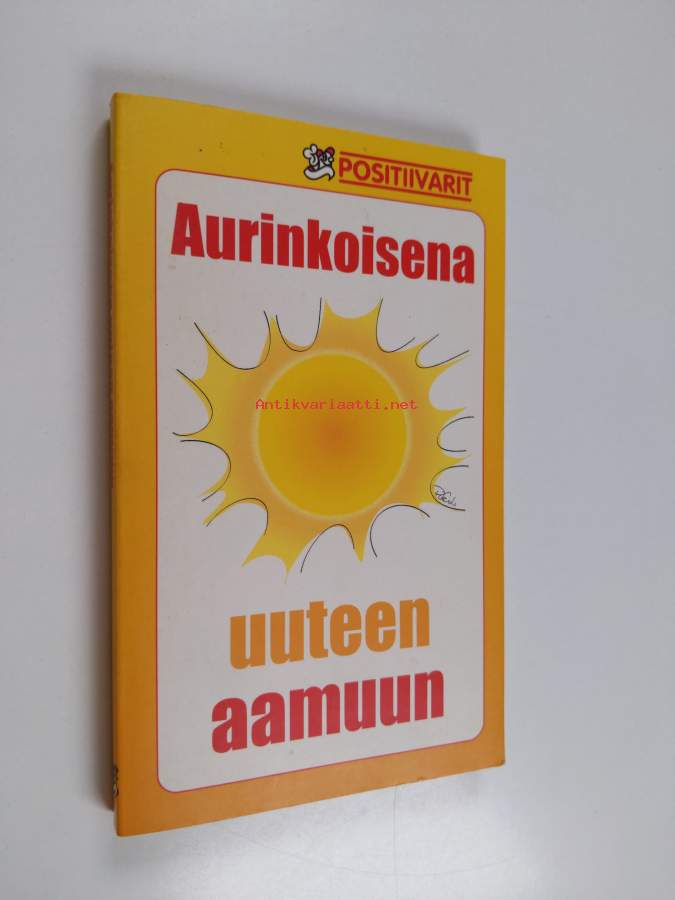 POSITIIVARIT
Aurinkoisena
Antikvariaatti.net
uuteen
aamuun